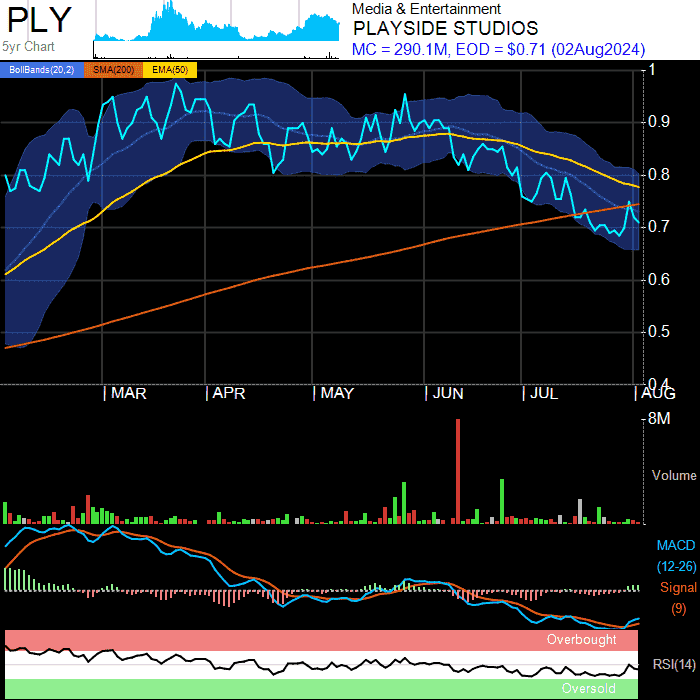 PLY
5yr Chart
Media & Entertainment
PLAYSIDE STUDIOS
MC = 290.1M, EOD = $0.71 (02Aug2024)
BollBands(20,2) SMA(200) EMA(50)
1
0.9
0.8
0.7
0.6
0.5
0.4
MAR APR MAY JUN JUL AUG
8M
Volume
MACD
(12-26)
Signal
(9)
Overbought
RSI(14)
Oversold